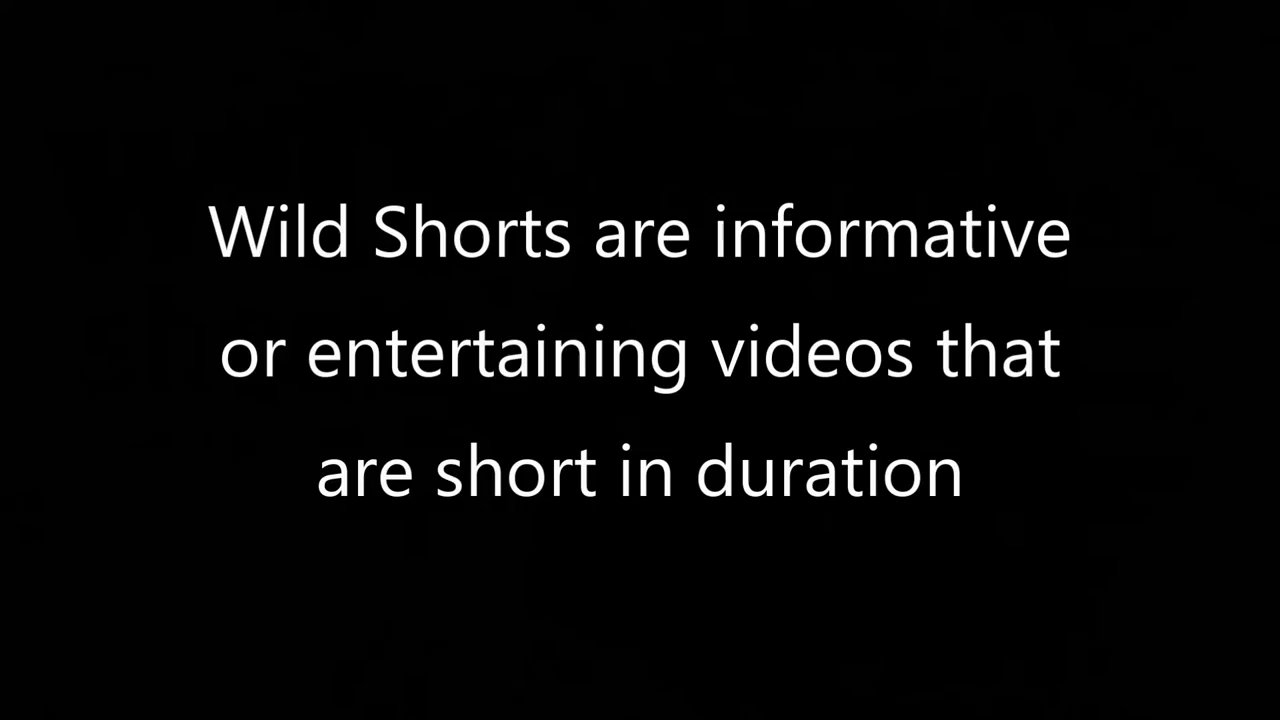 Wild Shorts are informative
or entertaining videos that
are short in duration